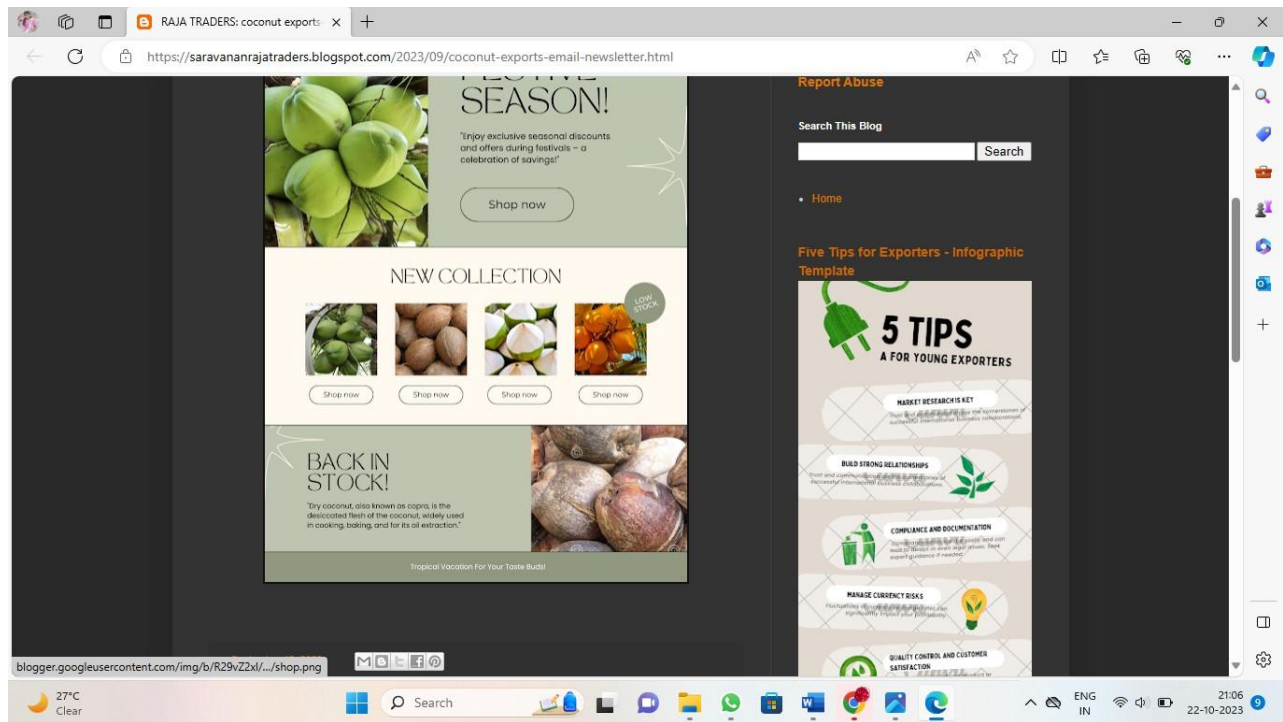 RAJA TRADERS: coconut exports
https://saravananrajatraders.blogspot.com/2023/09/coconut-exports-email-newsletter.html
SEASON!
"Enjoy exclusive seasonal discounts
and offers during festivals – a
celebration of savings!"
Shop now
NEW COLLECTION
LOW
STOCK
Shop now
Shop now
Shop now
Shop now
BACK IN
STOCK!
"Dry coconut, also known as copra, is the
desiccated flesh of the coconut, widely used
in cooking, baking, and for its oil extraction."
Tropical Vacation For Your Taste Buds!
Report Abuse
Search This Blog
Search
Home
Five Tips for Exporters - Infographic
Template
5 TIPS
A FOR YOUNG EXPORTERS
MARKET RESEARCH IS KEY
BUILD STRONG RELATIONSHIPS
COMPLIANCE AND DOCUMENTATION
MANAGE CURRENCY RISKS
QUALITY CONTROL AND CUSTOMER
SATISFACTION
blogger.googleusercontent.com/img/a/
/.../shop.png
27°C
Clear
Search
ENG
IN
21:06
22-10-2023
9